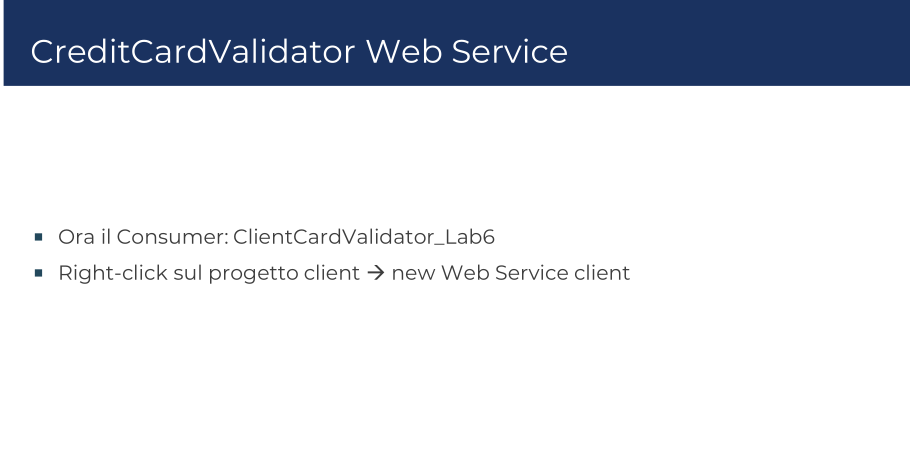 CreditCardValidator Web Service
▪ Ora il Consumer: ClientCardValidator_Lab6
▪ Right-click sul progetto client → new Web Service client